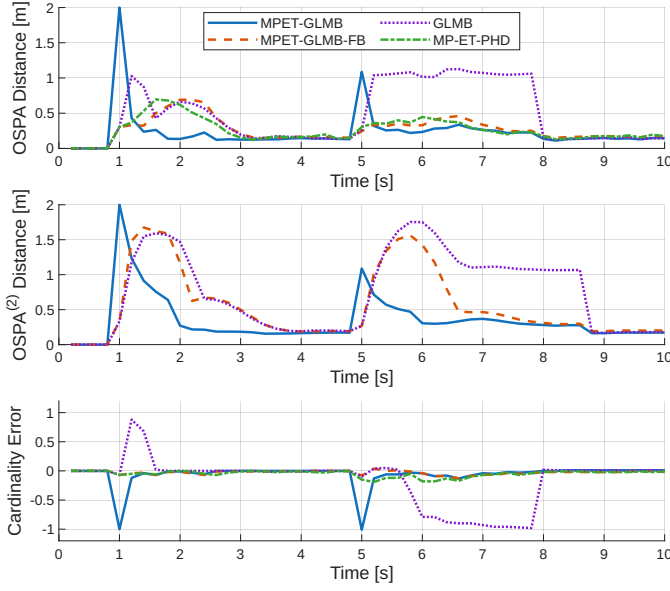 MPET-GLMB
GLMB
MPET-GLMB-FB
MP-ET-PHD
OSPA Distance [m]
2
1.5
1
0.5
0
0 1 2 3 4 5 6 7 8 9 10
Time [s]
OSPA(2) Distance [m]
2
1.5
1
0.5
0
0 1 2 3 4 5 6 7 8 9 10
Time [s]
Cardinality Error
1
0.5
0
-0.5
-1
0 1 2 3 4 5 6 7 8 9 10
Time [s]